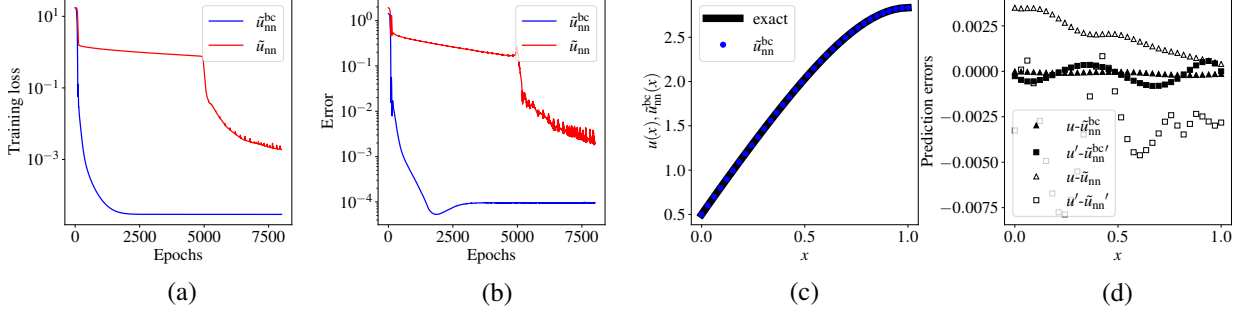 10¹
10⁻¹
10⁻³
Training loss
0
2500
5000
7500
Epochs
ũ_nn^bc
ũ_nn
(a)
10⁰
10⁻¹
10⁻²
10⁻³
10⁻⁴
Error
0
2500
5000
7500
Epochs
ũ_nn^bc
ũ_nn
(b)
2.5
2.0
1.5
1.0
0.5
u(x), ũ_nn^bc(x)
0.0
0.5
1.0
x
exact
ũ_nn^bc
(c)
0.0025
0.0000
−0.0025
−0.0050
−0.0075
Prediction errors
0.0
0.5
1.0
x
u-ũ_nn^bc
u′-ũ_nn^bc′
u-ũ_nn
u′-ũ_nn′
(d)